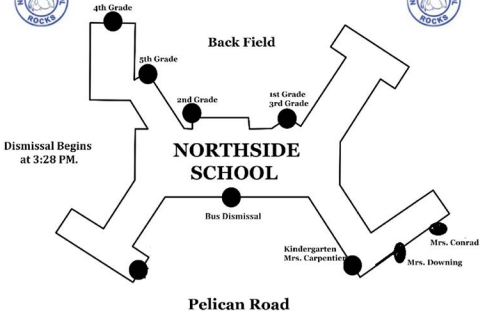 ROCKS
ROCKS
4th Grade
Back Field
5th Grade
1st Grade
2nd Grade
3rd Grade
Dismissal Begins
at 3:28 PM.
NORTHSIDE
SCHOOL
Bus Dismissal
Mrs. Conrad
Kindergarten
Mrs. Carpentier
Mrs. Downing
Pelican Road